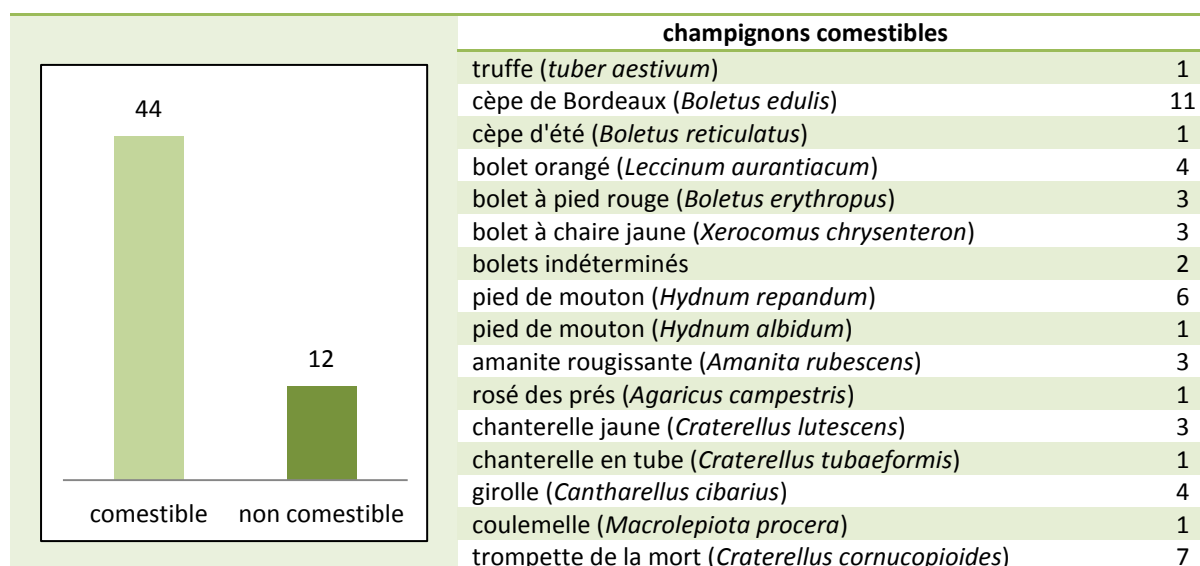 champignons comestibles
44
12
comestible non comestible
truffe (tuber aestivum) 1
cèpe de Bordeaux (Boletus edulis) 11
cèpe d'été (Boletus reticulatus) 1
bolet orangé (Leccinum aurantiacum) 4
bolet à pied rouge (Boletus erythropus) 3
bolet à chaire jaune (Xerocomus chrysenteron) 3
bolets indéterminés 2
pied de mouton (Hydnum repandum) 6
pied de mouton (Hydnum albidum) 1
amanite rougissante (Amanita rubescens) 3
rosé des prés (Agaricus campestris) 1
chanterelle jaune (Craterellus lutescens) 3
chanterelle en tube (Craterellus tubaeformis) 1
girolle (Cantharellus cibarius) 4
coulemelle (Macrolepiota procera) 1
trompette de la mort (Craterellus cornucopioides) 7